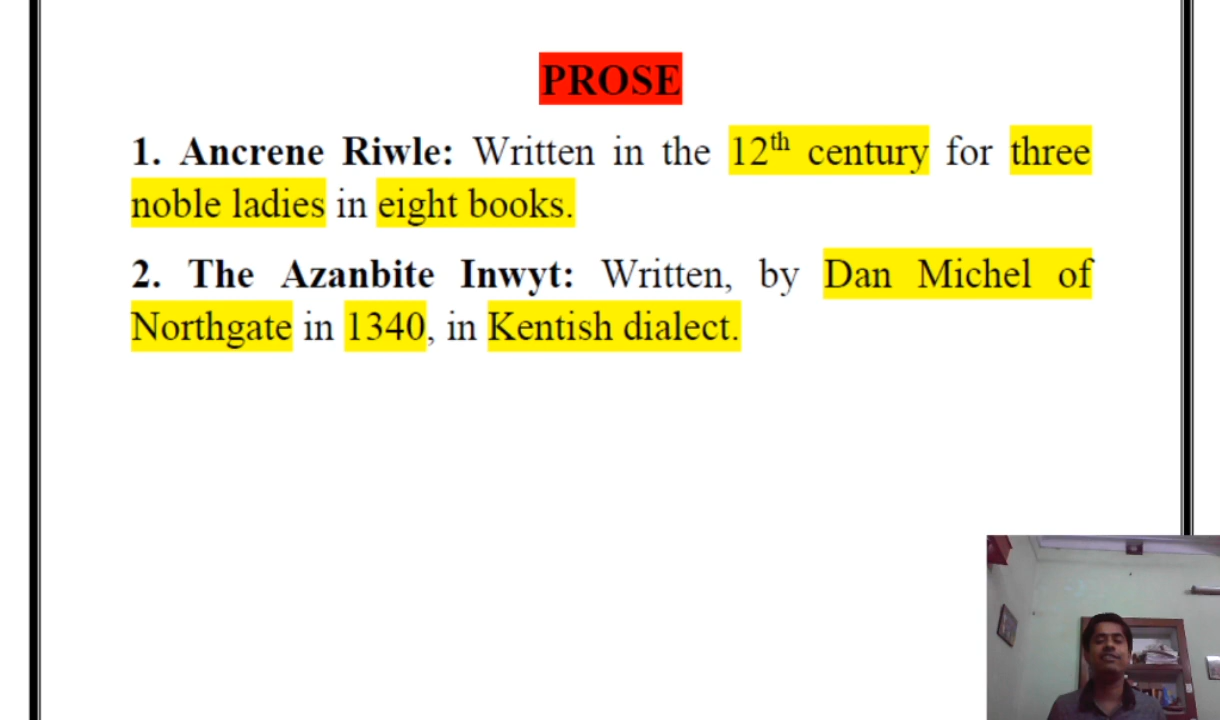 PROSE
1. Ancrene Riwle: Written in the 12th century for three
noble ladies in eight books.
2. The Azanbite Inwyt: Written, by Dan Michel of
Northgate in 1340, in Kentish dialect.